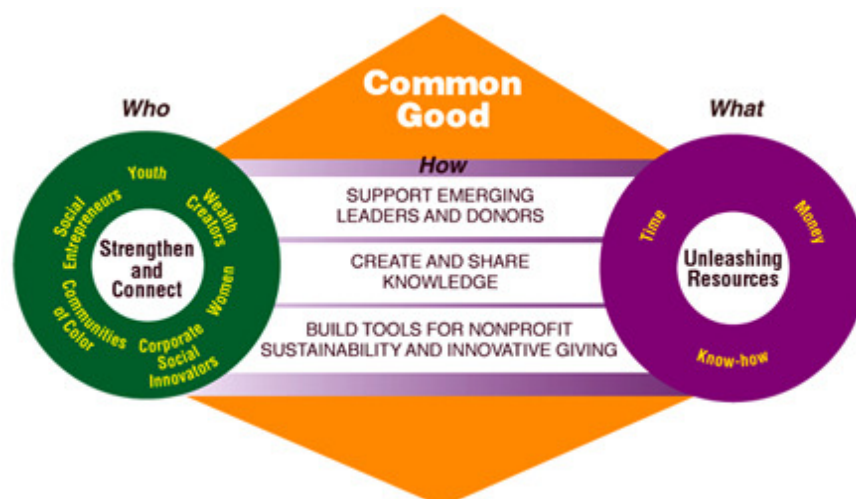 Common
Good
Who
What
How
Youth
Wealth
Creators
Women
Corporate
Social
Innovators
Communities
of Color
Social
Entrepreneurs
Strengthen
and
Connect
SUPPORT EMERGING
LEADERS AND DONORS
CREATE AND SHARE
KNOWLEDGE
BUILD TOOLS FOR NONPROFIT
SUSTAINABILITY AND INNOVATIVE GIVING
Time
Money
Know-how
Unleashing
Resources